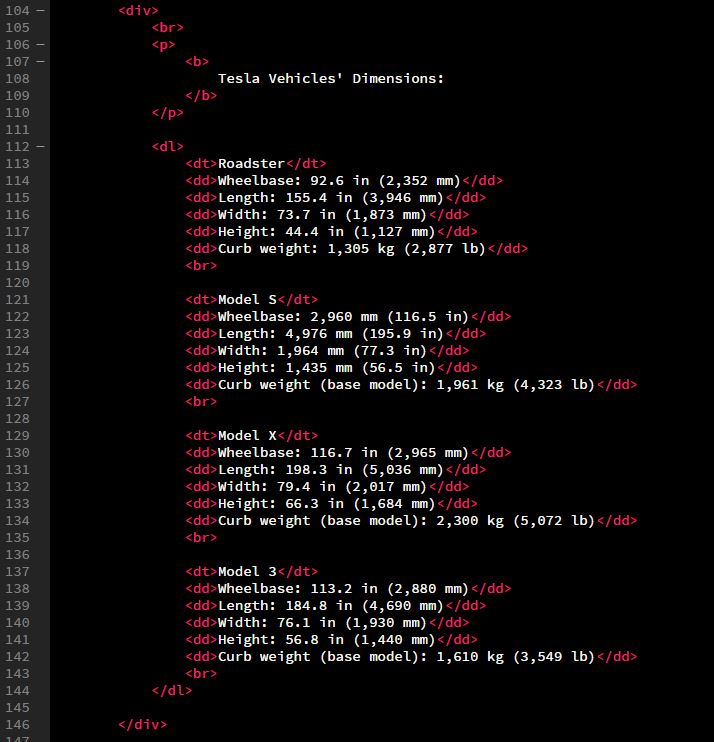 104 – <div>
105 <br>
106 – <p>
107 – <b>
108 Tesla Vehicles' Dimensions:
109 </b>
110 </p>
111
112 – <dl>
113 <dt>Roadster</dt>
114 <dd>Wheelbase: 92.6 in (2,352 mm)</dd>
115 <dd>Length: 155.4 in (3,946 mm)</dd>
116 <dd>Width: 73.7 in (1,873 mm)</dd>
117 <dd>Height: 44.4 in (1,127 mm)</dd>
118 <dd>Curb weight: 1,305 kg (2,877 lb)</dd>
119 <br>
120
121 <dt>Model S</dt>
122 <dd>Wheelbase: 2,960 mm (116.5 in)</dd>
123 <dd>Length: 4,976 mm (195.9 in)</dd>
124 <dd>Width: 1,964 mm (77.3 in)</dd>
125 <dd>Height: 1,435 mm (56.5 in)</dd>
126 <dd>Curb weight (base model): 1,961 kg (4,323 lb)</dd>
127 <br>
128
129 <dt>Model X</dt>
130 <dd>Wheelbase: 116.7 in (2,965 mm)</dd>
131 <dd>Length: 198.3 in (5,036 mm)</dd>
132 <dd>Width: 79.4 in (2,017 mm)</dd>
133 <dd>Height: 66.3 in (1,684 mm)</dd>
134 <dd>Curb weight (base model): 2,300 kg (5,072 lb)</dd>
135 <br>
136
137 <dt>Model 3</dt>
138 <dd>Wheelbase: 113.2 in (2,880 mm)</dd>
139 <dd>Length: 184.8 in (4,690 mm)</dd>
140 <dd>Width: 76.1 in (1,930 mm)</dd>
141 <dd>Height: 56.8 in (1,440 mm)</dd>
142 <dd>Curb weight (base model): 1,610 kg (3,549 lb)</dd>
143 <br>
144 </dl>
145
146 </div>
147